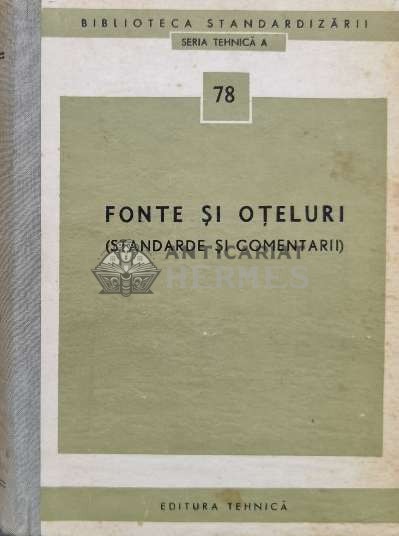 BIBLIOTECA STANDARDIZĂRII
SERIA TEHNICĂ A
78
FONTE ȘI OȚELURI
(STANDARDE ȘI COMENTARII)
ANTICARIAT
HERMES
EDITURA TEHNICĂ